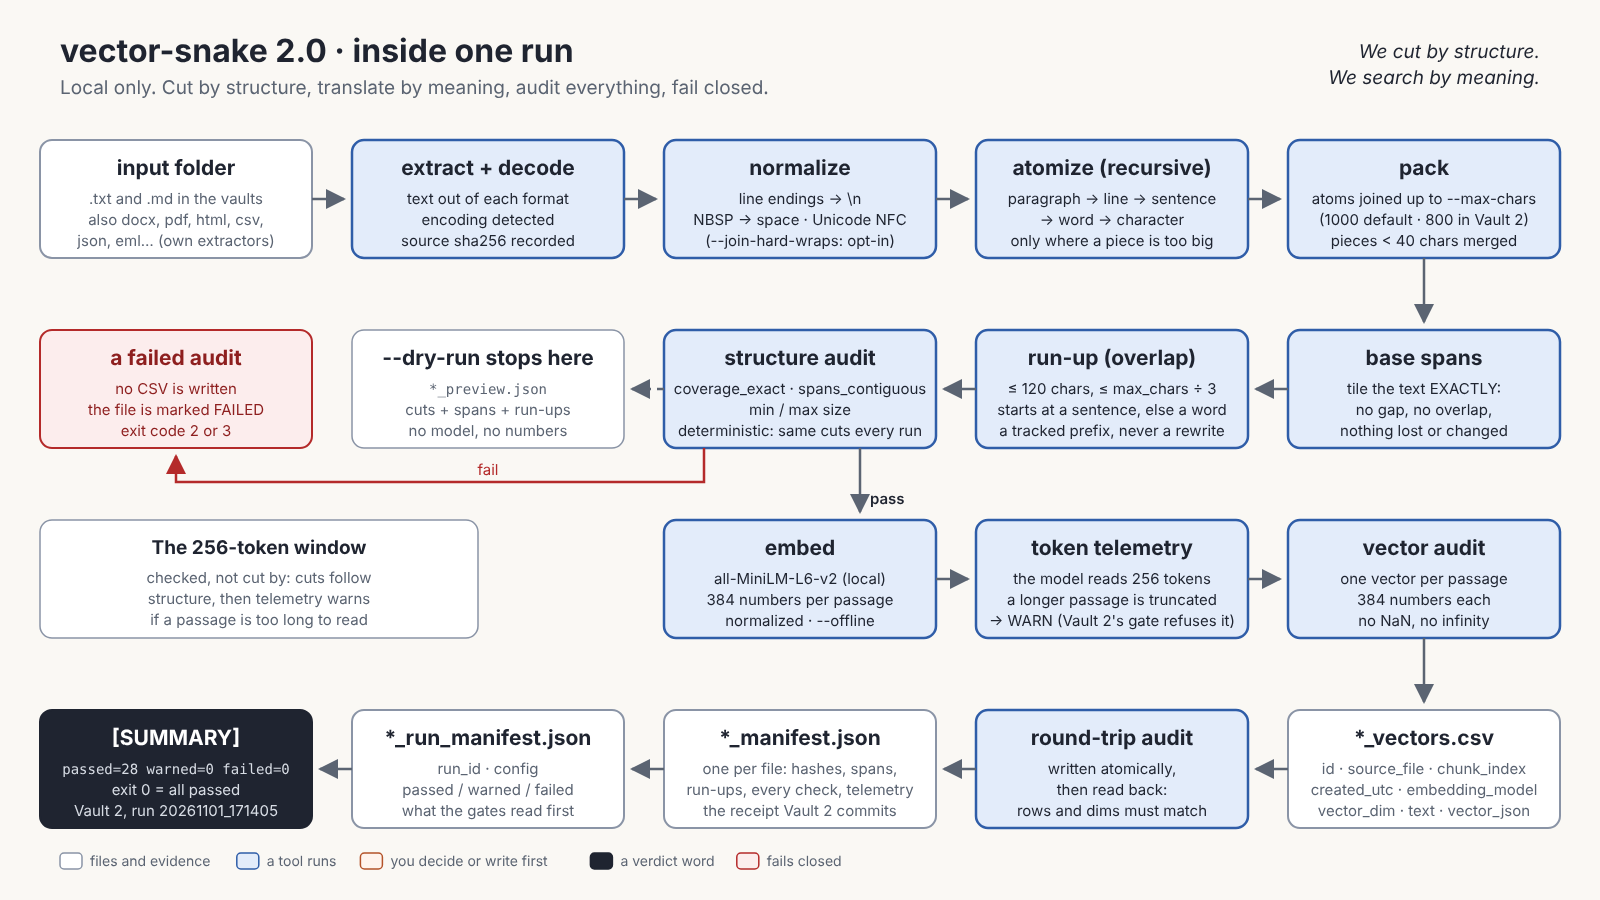 vector-snake 2.0 · inside one run
Local only. Cut by structure, translate by meaning, audit everything, fail closed.
We cut by structure.
We search by meaning.
input folder
.txt and .md in the vaults
also docx, pdf, html, csv,
json, eml... (own extractors)
extract + decode
text out of each format
encoding detected
source sha256 recorded
normalize
line endings → \n
NBSP → space · Unicode NFC
(--join-hard-wraps: opt-in)
atomize (recursive)
paragraph → line → sentence
→ word → character
only where a piece is too big
pack
atoms joined up to --max-chars
(1000 default · 800 in Vault 2)
pieces < 40 chars merged
a failed audit
no CSV is written
the file is marked FAILED
exit code 2 or 3
--dry-run stops here
*_preview.json
cuts + spans + run-ups
no model, no numbers
structure audit
coverage_exact · spans_contiguous
min / max size
deterministic: same cuts every run
run-up (overlap)
≤ 120 chars, ≤ max_chars ÷ 3
starts at a sentence, else a word
a tracked prefix, never a rewrite
base spans
tile the text EXACTLY:
no gap, no overlap,
nothing lost or changed
fail
pass
The 256-token window
checked, not cut by: cuts follow
structure, then telemetry warns
if a passage is too long to read
embed
all-MiniLM-L6-v2 (local)
384 numbers per passage
normalized · --offline
token telemetry
the model reads 256 tokens
a longer passage is truncated
→ WARN (Vault 2's gate refuses it)
vector audit
one vector per passage
384 numbers each
no NaN, no infinity
[SUMMARY]
passed=28 warned=0 failed=0
exit 0 = all passed
Vault 2, run 20261101_171405
*_run_manifest.json
run_id · config
passed / warned / failed
what the gates read first
*_manifest.json
one per file: hashes, spans,
run-ups, every check, telemetry
the receipt Vault 2 commits
round-trip audit
written atomically,
then read back:
rows and dims must match
*_vectors.csv
id · source_file · chunk_index
created_utc · embedding_model
vector_dim · text · vector_json
files and evidence
a tool runs
you decide or write first
a verdict word
fails closed